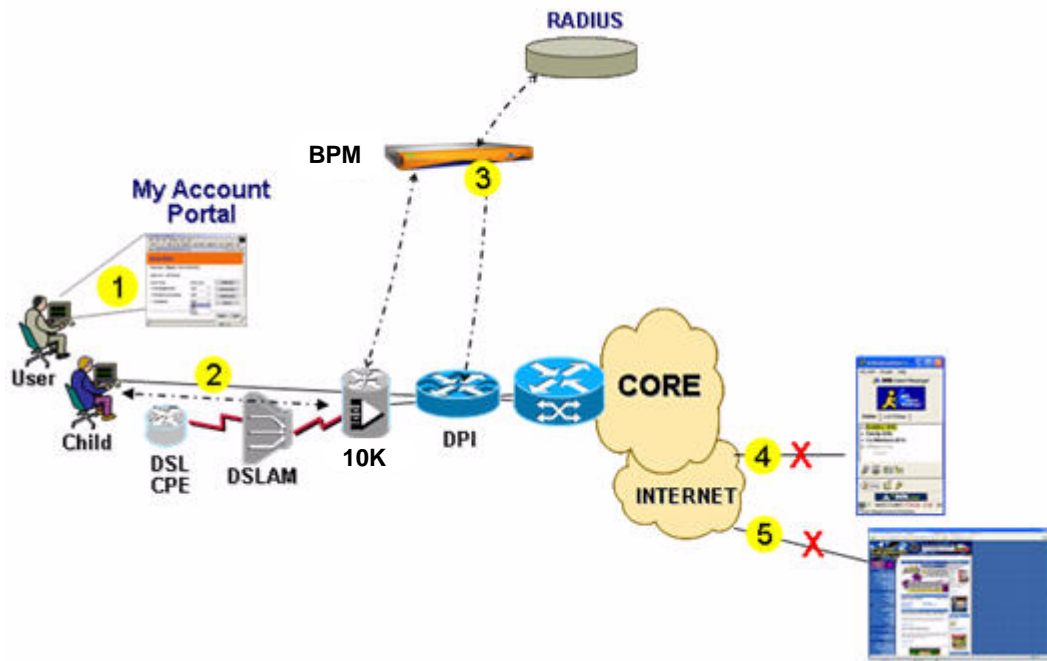 RADIUS
BPM
3
My Account
Portal
1
User
2
Child
DSL
CPE
DSLAM
10K
DPI
CORE
INTERNET
4
X
5
X